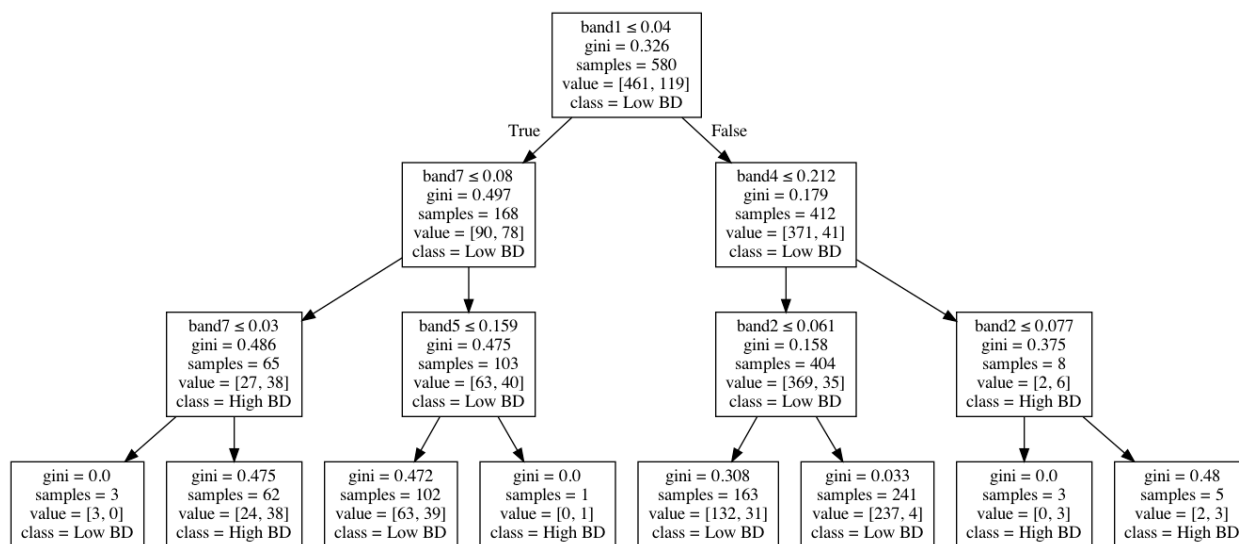 band1 ≤ 0.04
gini = 0.326
samples = 580
value = [461, 119]
class = Low BD
True
False
band7 ≤ 0.08
gini = 0.497
samples = 168
value = [90, 78]
class = Low BD
band4 ≤ 0.212
gini = 0.179
samples = 412
value = [371, 41]
class = Low BD
band7 ≤ 0.03
gini = 0.486
samples = 65
value = [27, 38]
class = High BD
band5 ≤ 0.159
gini = 0.475
samples = 103
value = [63, 40]
class = Low BD
band2 ≤ 0.061
gini = 0.158
samples = 404
value = [369, 35]
class = Low BD
band2 ≤ 0.077
gini = 0.375
samples = 8
value = [2, 6]
class = High BD
gini = 0.0
samples = 3
value = [3, 0]
class = Low BD
gini = 0.475
samples = 62
value = [24, 38]
class = High BD
gini = 0.472
samples = 102
value = [63, 39]
class = Low BD
gini = 0.0
samples = 1
value = [0, 1]
class = High BD
gini = 0.308
samples = 163
value = [132, 31]
class = Low BD
gini = 0.033
samples = 241
value = [237, 4]
class = Low BD
gini = 0.0
samples = 3
value = [0, 3]
class = High BD
gini = 0.48
samples = 5
value = [2, 3]
class = High BD